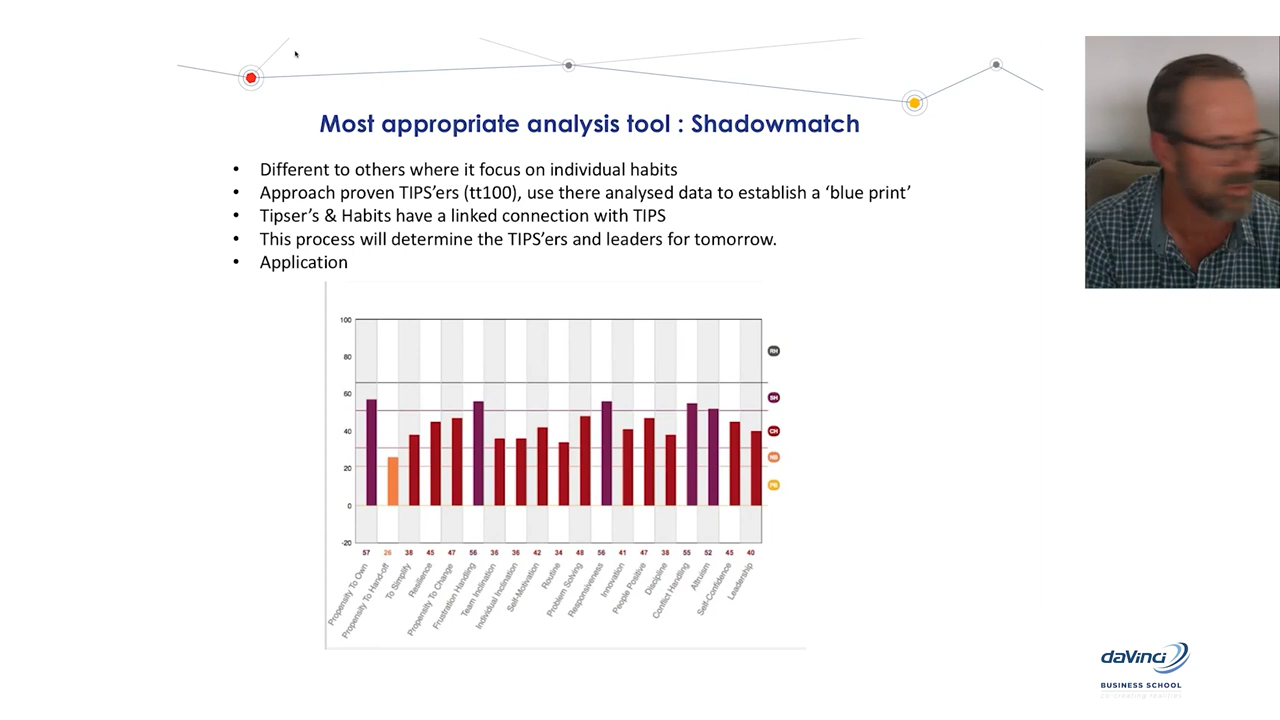 Most appropriate analysis tool : Shadowmatch
• Different to others where it focus on individual habits
• Approach proven TIPS’ers (tt100), use there analysed data to establish a ‘blue print’
• Tipser’s & Habits have a linked connection with TIPS
• This process will determine the TIPS’ers and leaders for tomorrow.
• Application
100
80
60
40
20
0
-20
RH
SH
CH
NB
57 26 38 45 47 56 36 36 42 34 48 56 41 47 38 55 52 45 40
Propensity To Own
Propensity To Hand-off
To Simplify
Resilience
Propensity To Change
Frustration Handling
Team Inclination
Individual Inclination
Self-Motivation
Routine
Problem Solving
Responsiveness
Innovation
People Positive
Discipline
Conflict Handling
Altruism
Self-Confidence
Leadership
daVinci
BUSINESS SCHOOL
co-creating realities